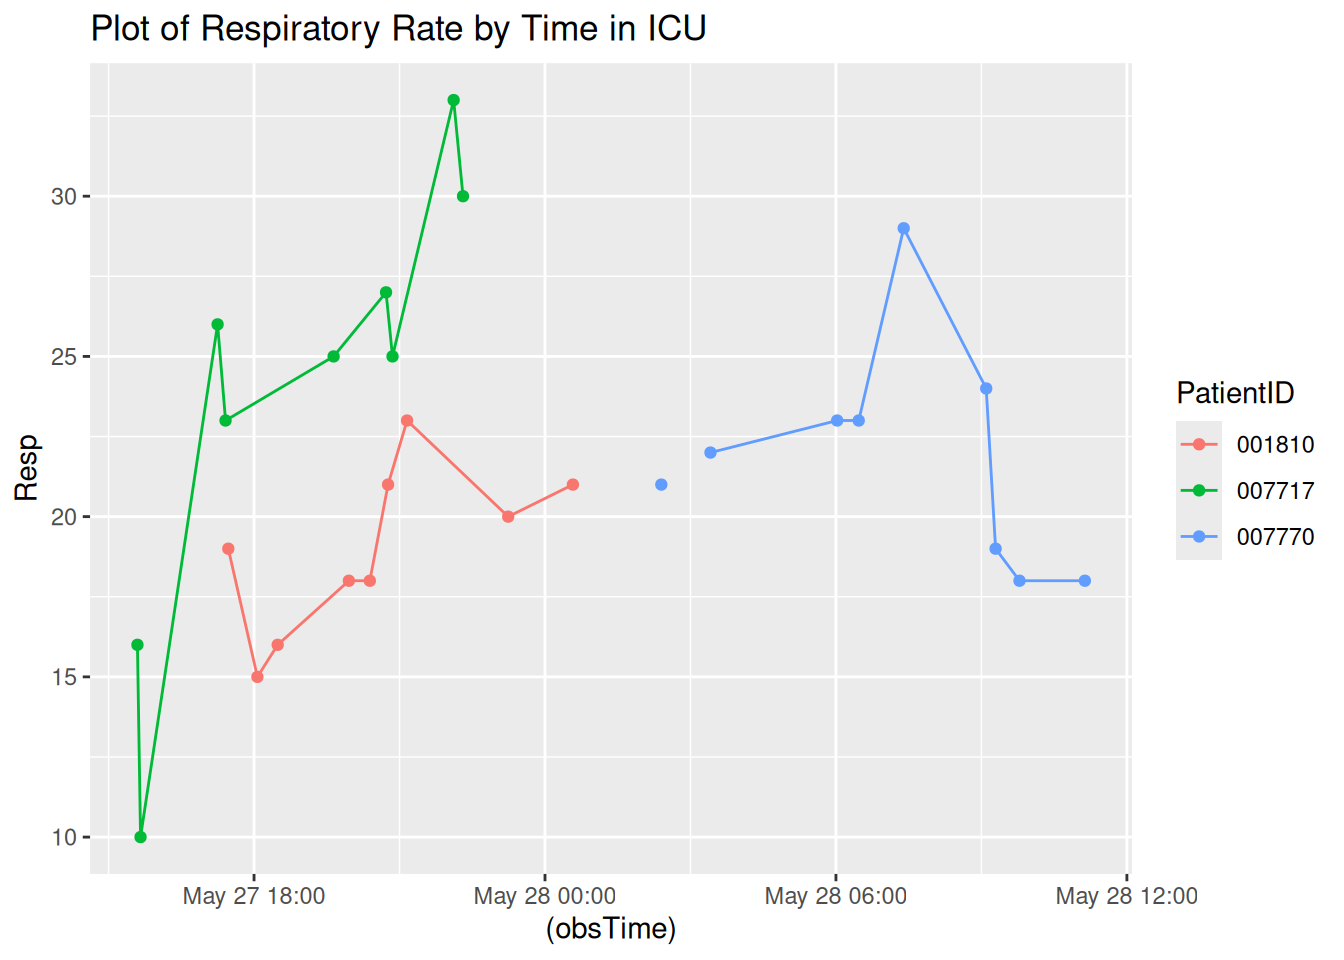 Plot of Respiratory Rate by Time in ICU
Resp
30
25
20
15
10
May 27 18:00
May 28 00:00
May 28 06:00
May 28 12:00
(obsTime)
PatientID
001810
007717
007770